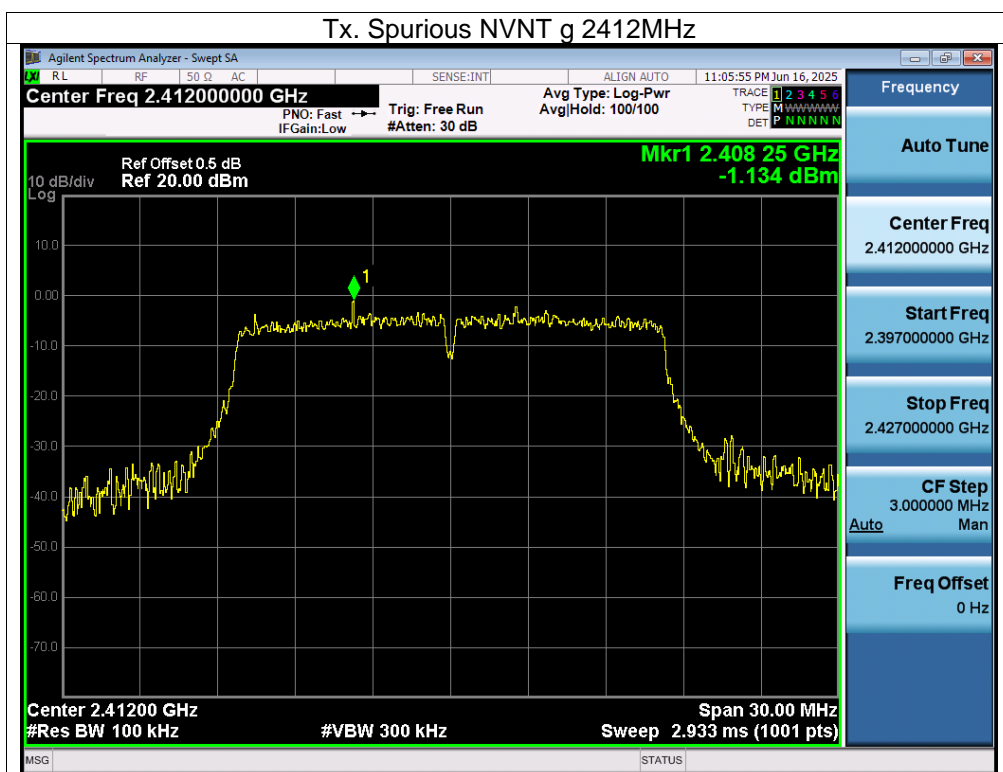 Tx. Spurious NVNT g 2412MHz
Agilent Spectrum Analyzer - Swept SA
LXI RL RF 50 Ω AC SENSE:INT ALIGN AUTO 11:05:55 PM Jun 16, 2025
Center Freq 2.412000000 GHz
PNO: Fast
IFGain:Low
Trig: Free Run
#Atten: 30 dB
Avg Type: Log-Pwr
Avg|Hold: 100/100
TRACE 1 2 3 4 5 6
TYPE M WWWWW
DET P N N N N N
Mkr1 2.408 25 GHz
-1.134 dBm
Ref Offset 0.5 dB
10 dB/div Ref 20.00 dBm
Log
10.0
0.00
-10.0
-20.0
-30.0
-40.0
-50.0
-60.0
-70.0
1
Center 2.41200 GHz Span 30.00 MHz
#Res BW 100 kHz #VBW 300 kHz Sweep 2.933 ms (1001 pts)
MSG STATUS
Frequency
Auto Tune
Center Freq
2.412000000 GHz
Start Freq
2.397000000 GHz
Stop Freq
2.427000000 GHz
CF Step
3.000000 MHz
Auto Man
Freq Offset
0 Hz